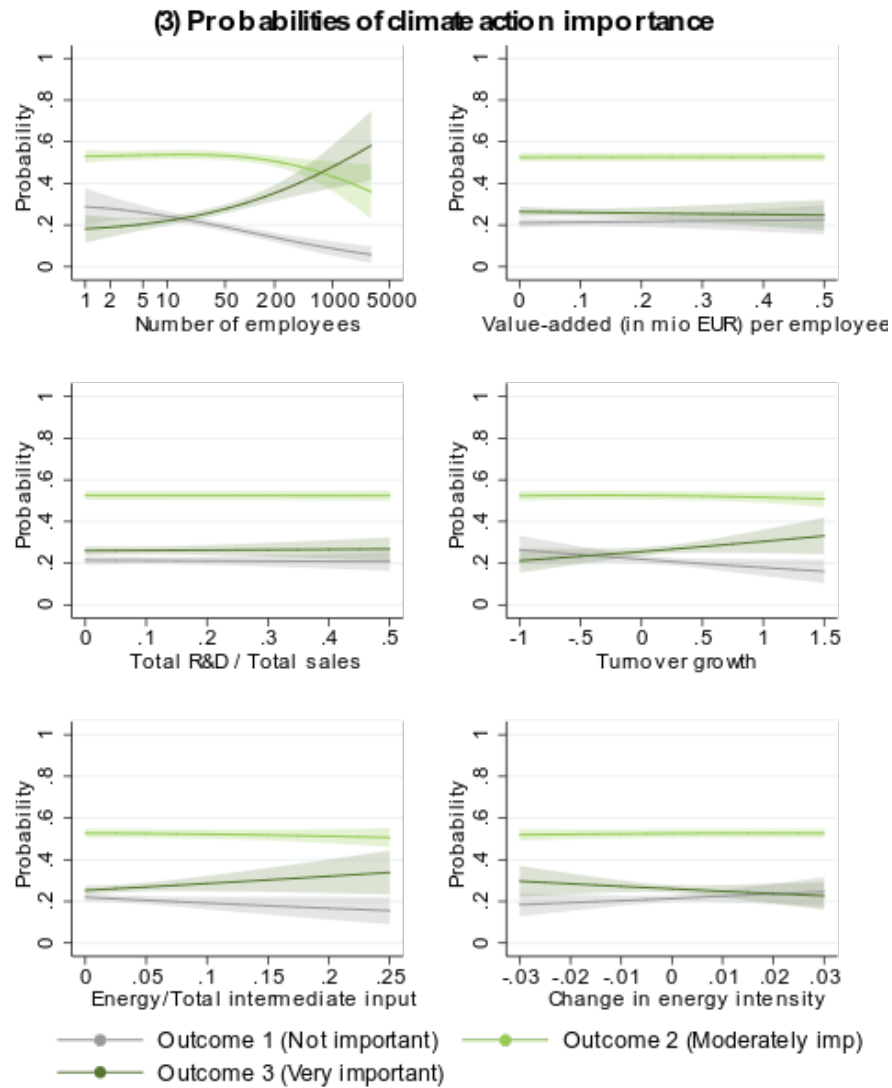 (3) Probabilities of climate action importance
Probability
0 .2 .4 .6 .8 1
1 2 5 10 50 200 1000 5000
Number of employees
Probability
0 .2 .4 .6 .8 1
0 .1 .2 .3 .4 .5
Value-added (in mio EUR) per employee
Probability
0 .2 .4 .6 .8 1
0 .1 .2 .3 .4 .5
Total R&D / Total sales
Probability
0 .2 .4 .6 .8 1
-1 -.5 0 .5 1 1.5
Turnover growth
Probability
0 .2 .4 .6 .8 1
0 .05 .1 .15 .2 .25
Energy/Total intermediate input
Probability
0 .2 .4 .6 .8 1
-.03 -.02 -.01 0 .01 .02 .03
Change in energy intensity
Outcome 1 (Not important)
Outcome 2 (Moderately imp)
Outcome 3 (Very important)